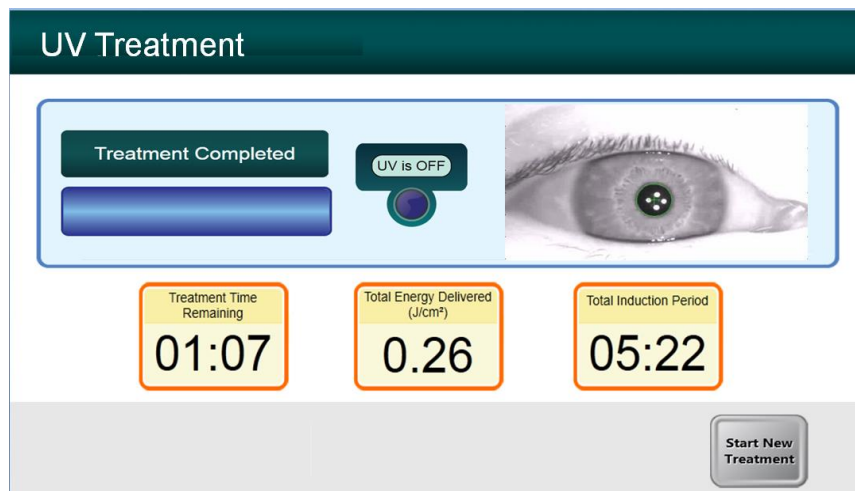 UV Treatment
Treatment Completed
UV is OFF
Treatment Time
Remaining
01:07
Total Energy Delivered
(J/cm²)
0.26
Total Induction Period
05:22
Start New
Treatment